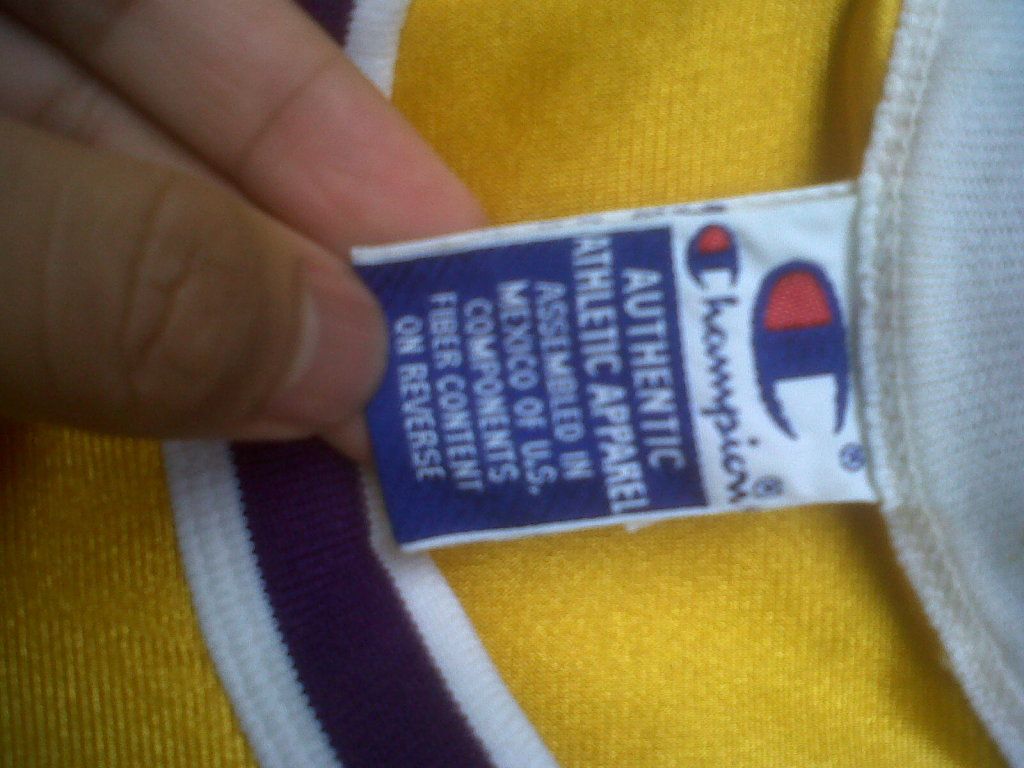 Champion®
AUTHENTIC
ATHLETIC APPAREL
ASSEMBLED IN
MEXICO OF U.S.
COMPONENTS
FIBER CONTENT
ON REVERSE